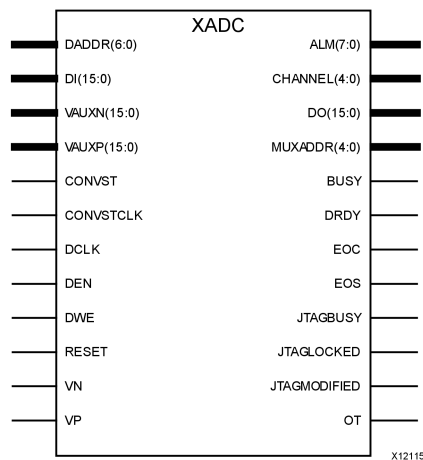 XADC
DADDR(6:0) ALM(7:0)
DI(15:0) CHANNEL(4:0)
VAUXN(15:0) DO(15:0)
VAUXP(15:0) MUXADDR(4:0)
CONVST BUSY
CONVSTCLK DRDY
DCLK EOC
DEN EOS
DWE JTAGBUSY
RESET JTAGLOCKED
VN JTAGMODIFIED
VP OT
X12115